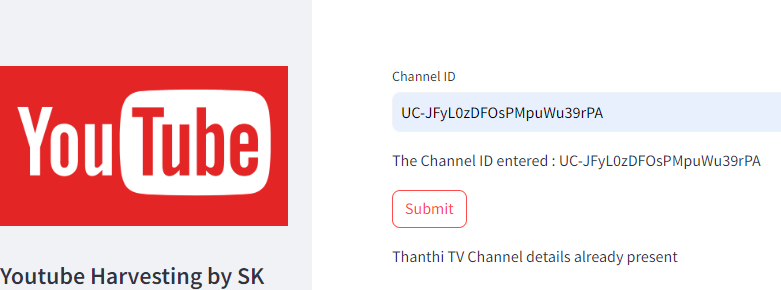 YouTube
Youtube Harvesting by SK
Channel ID
UC-JFyL0zDFOsPMpuWu39rPA
The Channel ID entered : UC-JFyL0zDFOsPMpuWu39rPA
Submit
Thanthi TV Channel details already present